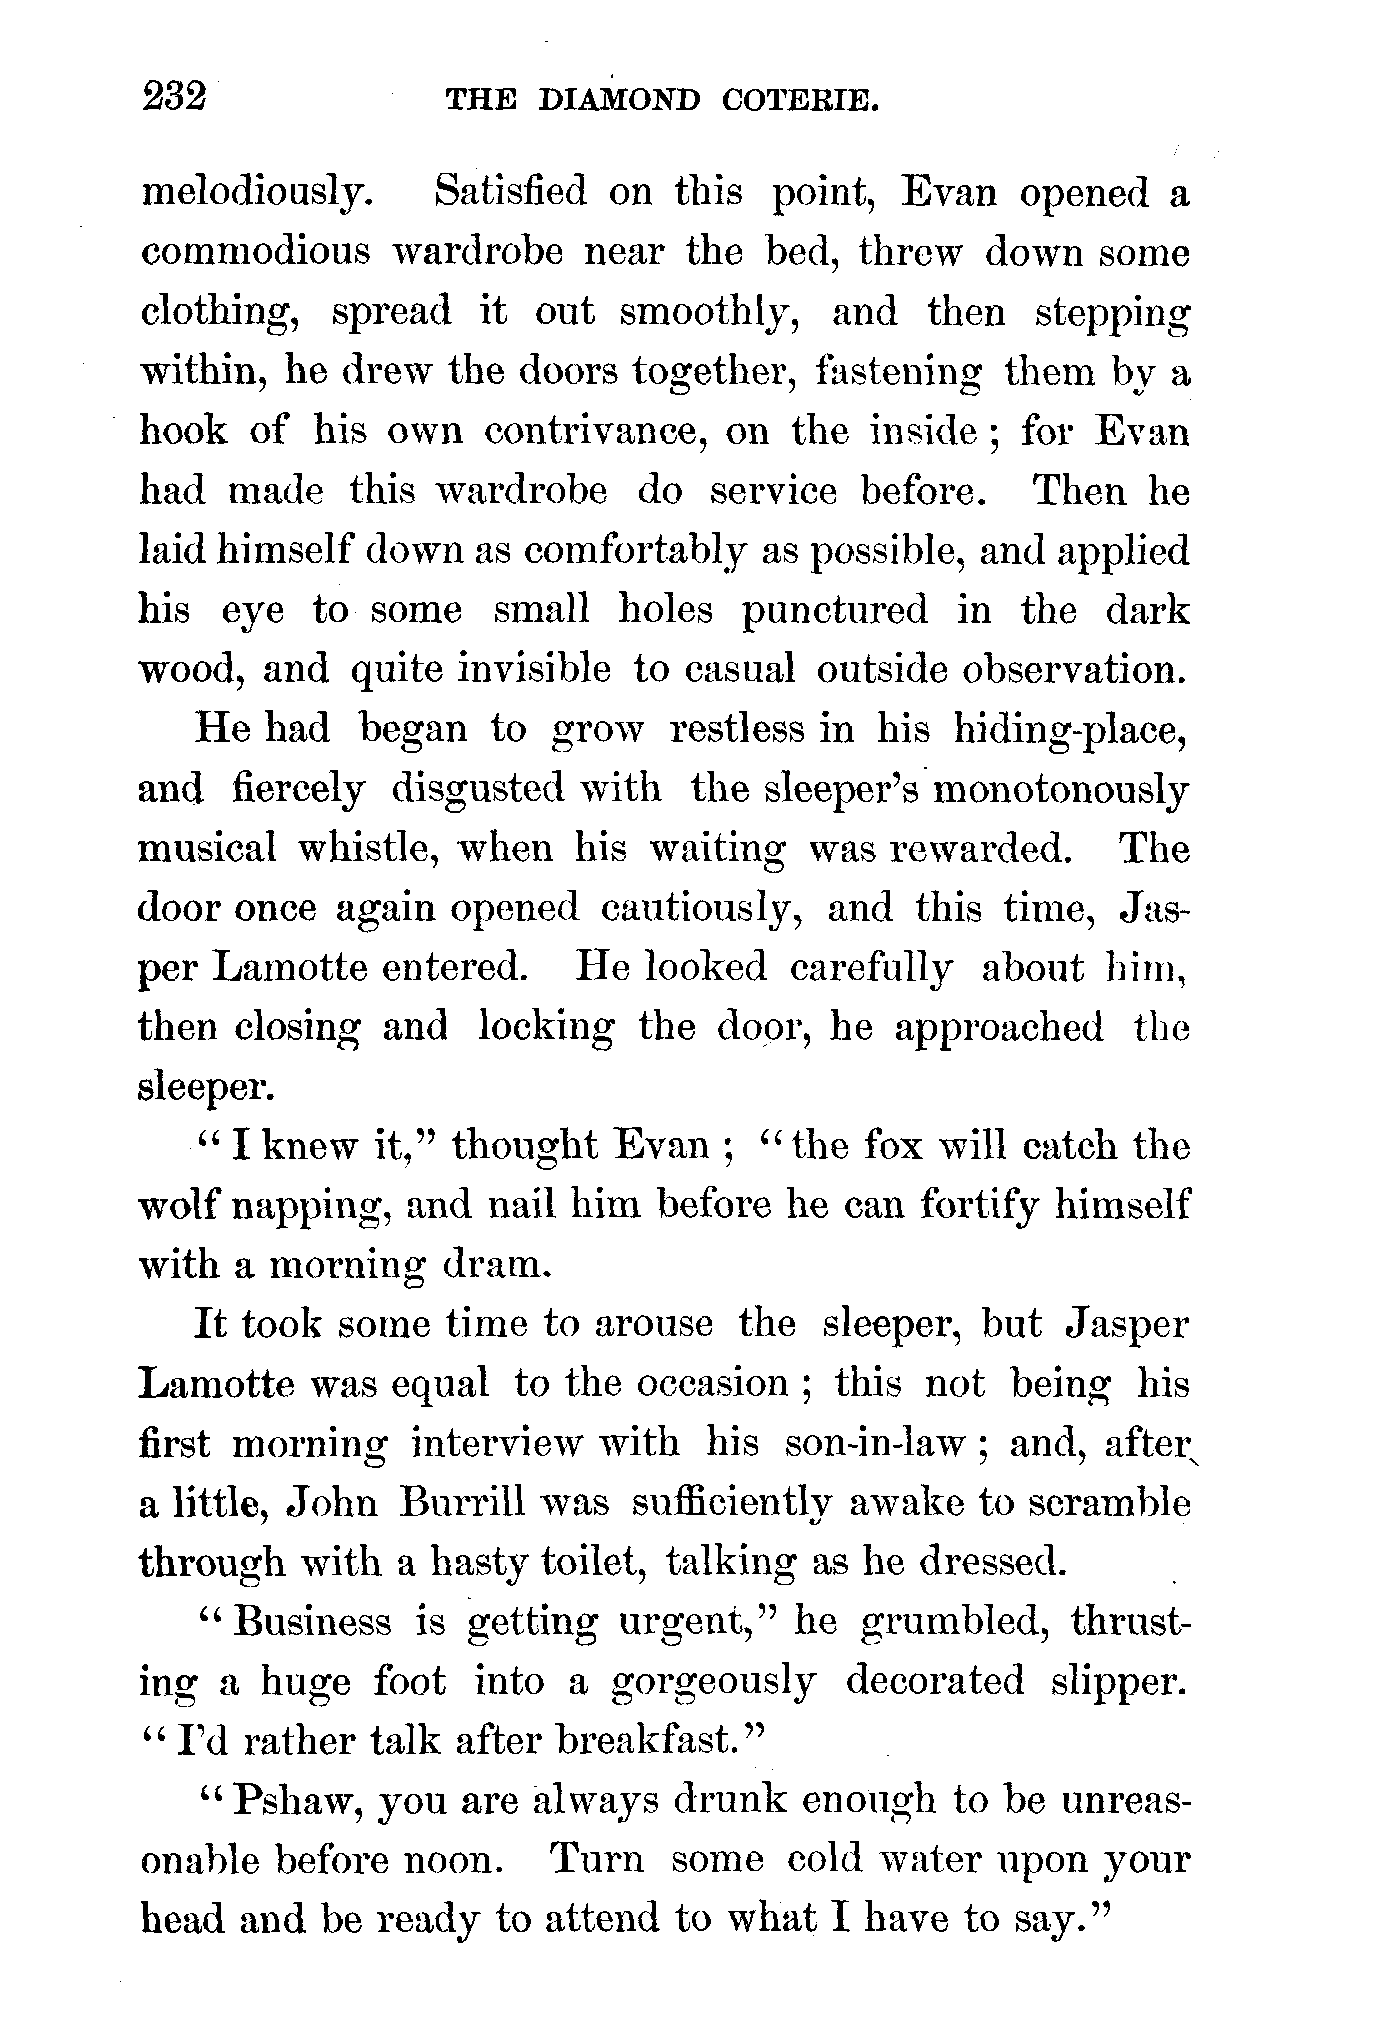 232 THE DIAMOND COTERIE.
melodiously. Satisfied on this point, Evan opened a
commodious wardrobe near the bed, threw down some
clothing, spread it out smoothly, and then stepping
within, he drew the doors together, fastening them by a
hook of his own contrivance, on the inside ; for Evan
had made this wardrobe do service before. Then he
laid himself down as comfortably as possible, and applied
his eye to some small holes punctured in the dark
wood, and quite invisible to casual outside observation.
He had began to grow restless in his hiding-place,
and fiercely disgusted with the sleeper's monotonously
musical whistle, when his waiting was rewarded. The
door once again opened cautiously, and this time, Jas-
per Lamotte entered. He looked carefully about him,
then closing and locking the door, he approached the
sleeper.
“ I knew it,” thought Evan ; “ the fox will catch the
wolf napping, and nail him before he can fortify himself
with a morning dram.
It took some time to arouse the sleeper, but Jasper
Lamotte was equal to the occasion ; this not being his
first morning interview with his son-in-law ; and, after
a little, John Burrill was sufficiently awake to scramble
through with a hasty toilet, talking as he dressed.
“ Business is getting urgent,” he grumbled, thrust-
ing a huge foot into a gorgeously decorated slipper.
“ I'd rather talk after breakfast.”
“ Pshaw, you are always drunk enough to be unreas-
onable before noon. Turn some cold water upon your
head and be ready to attend to what I have to say.”